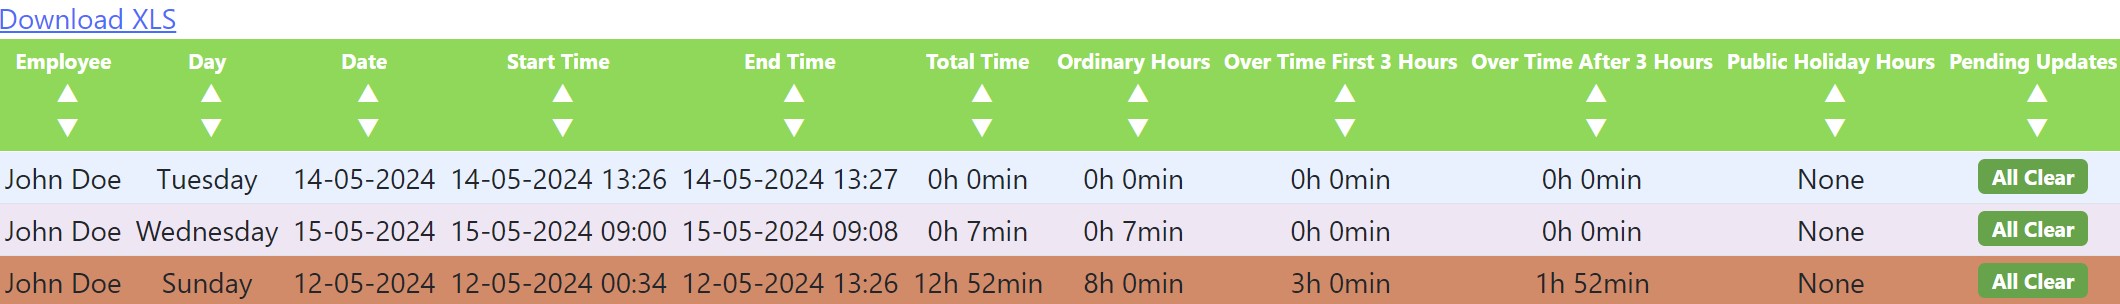 Download XLS
Employee Day Date Start Time End Time Total Time Ordinary Hours Over Time First 3 Hours Over Time After 3 Hours Public Holiday Hours Pending Updates
John Doe Tuesday 14-05-2024 14-05-2024 13:26 14-05-2024 13:27 0h 0min 0h 0min 0h 0min 0h 0min None All Clear
John Doe Wednesday 15-05-2024 15-05-2024 09:00 15-05-2024 09:08 0h 7min 0h 7min 0h 0min 0h 0min None All Clear
John Doe Sunday 12-05-2024 12-05-2024 00:34 12-05-2024 13:26 12h 52min 8h 0min 3h 0min 1h 52min None All Clear